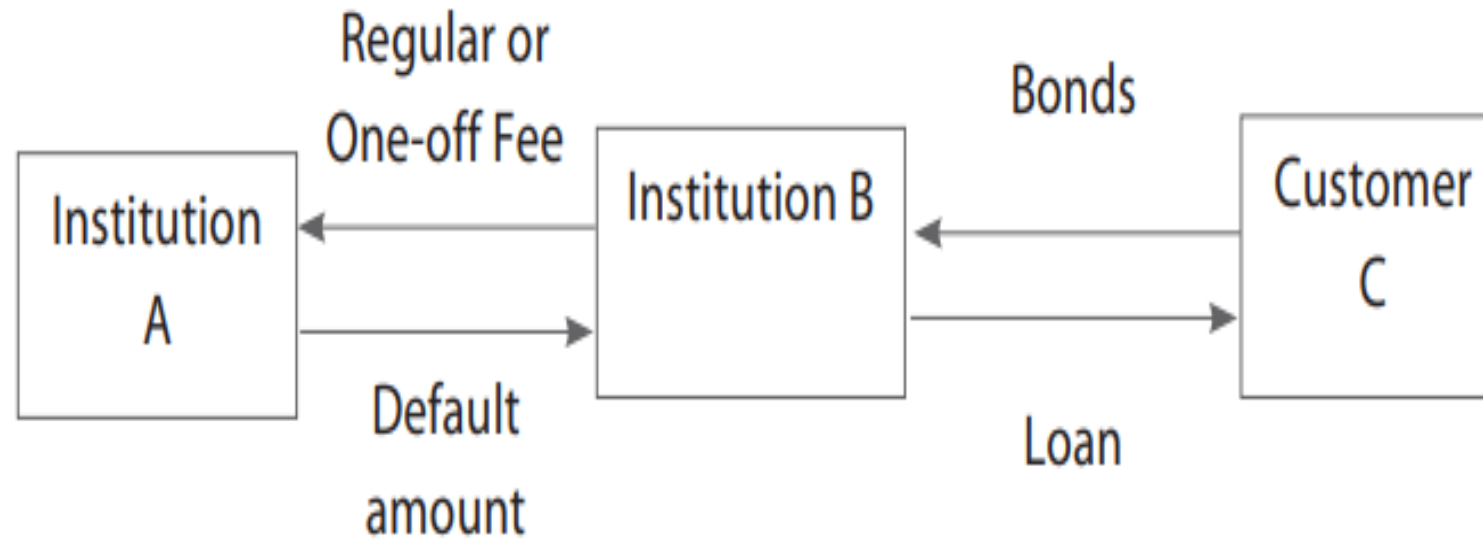 Regular or
One-off Fee
Bonds
Institution
A
Institution B
Customer
C
Default
amount
Loan